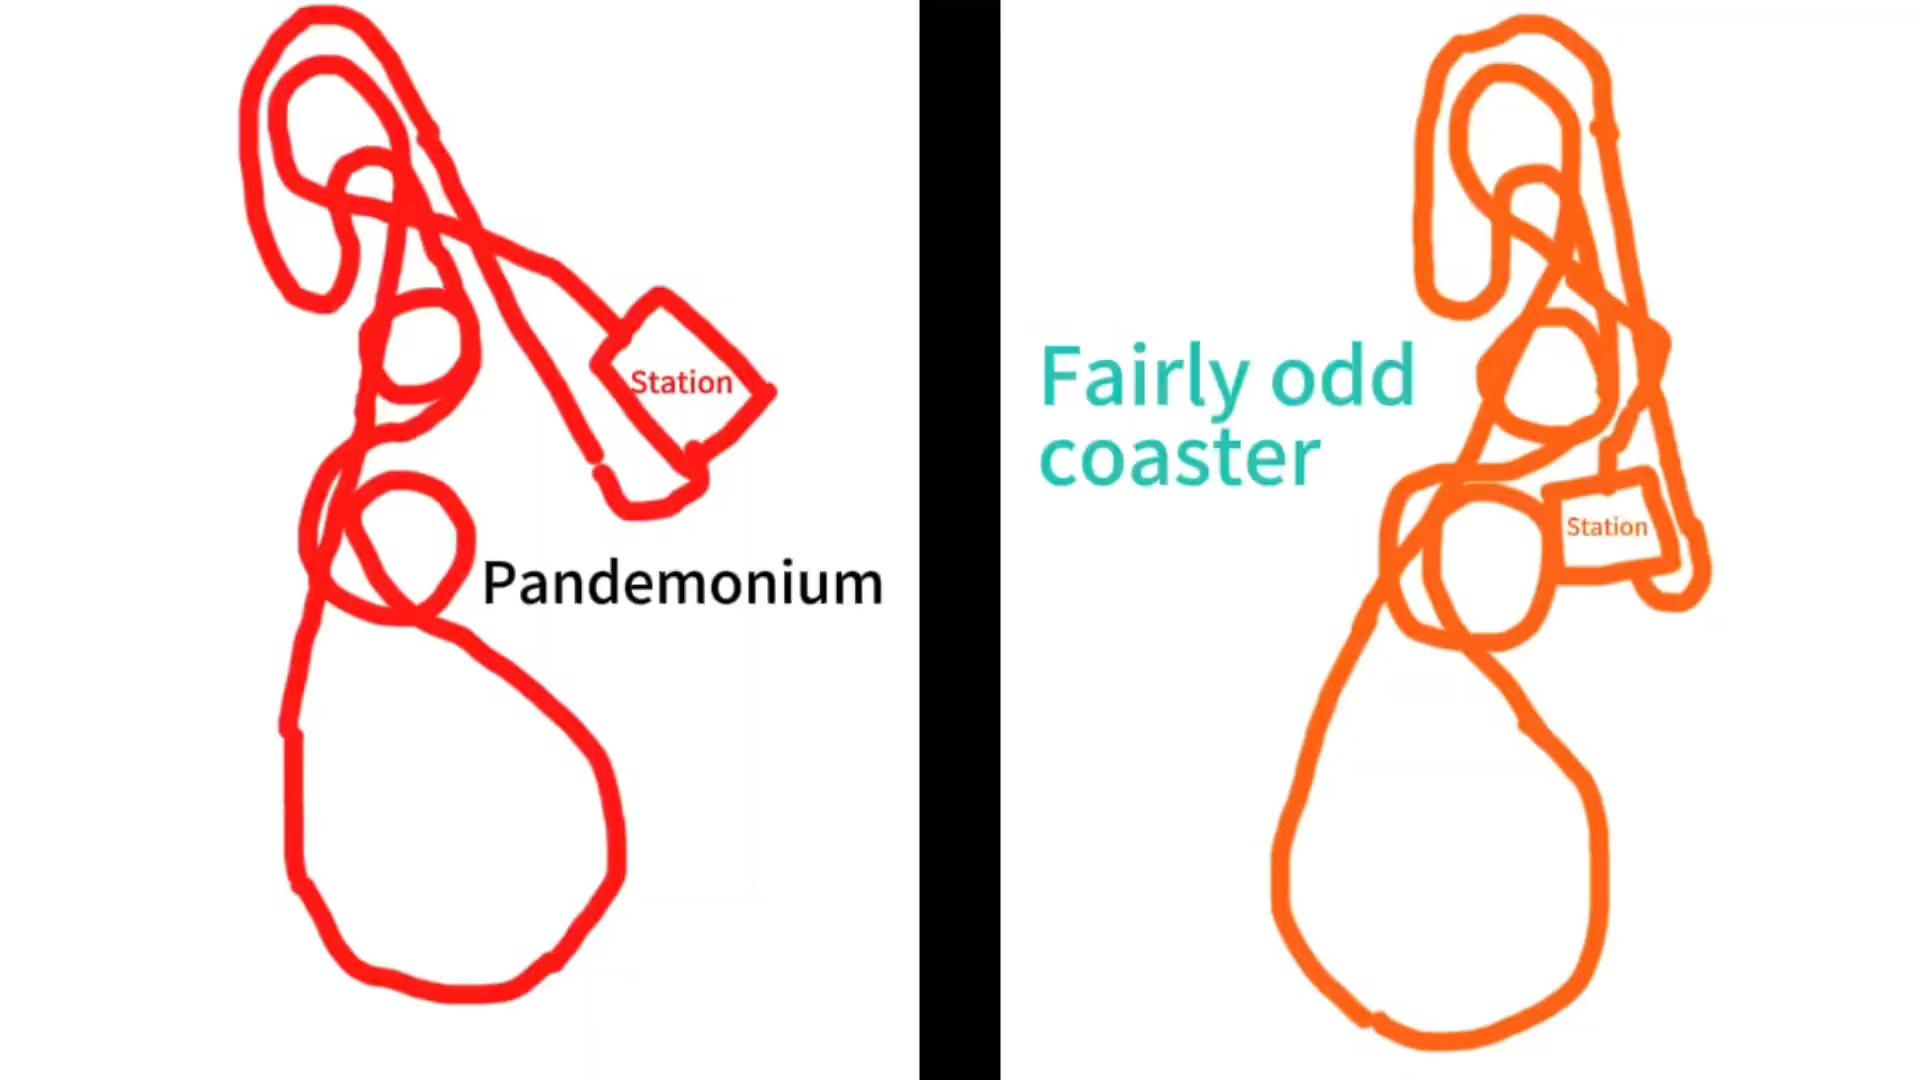 Station
Pandemonium
Fairly odd
coaster
Station